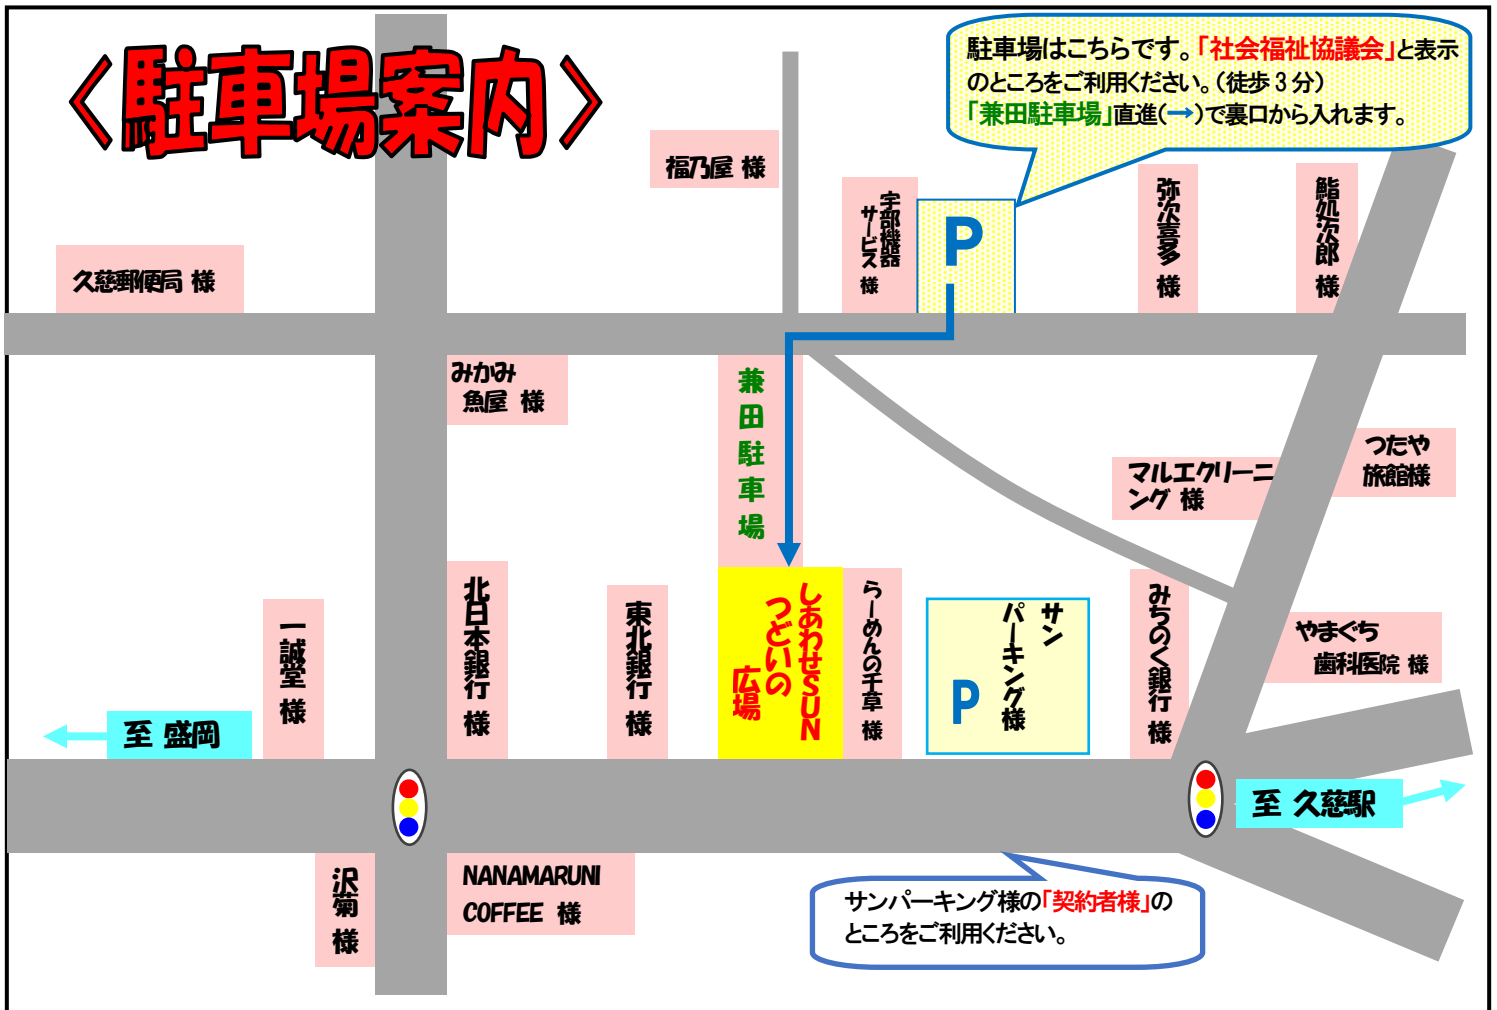 〈駐車場案内〉
駐車場はこちらです。「社会福祉協議会」と表示
のところをご利用ください。(徒歩3分)
「兼田駐車場」直進(→)で裏口から入れます。
福乃屋 様
宇部機器
サービス 様
P
弥次喜多 様
鮨処次郎 様
久慈郵便局 様
みかみ
魚屋 様
兼田駐車場
マルエクリーニ
ング 様
つたや
旅館様
一誠堂 様
北日本銀行 様
東北銀行 様
しあわせSUN
つどいの
広場
らーめんの千草 様
サン
パーキング様
P
みちのく銀行 様
やまぐち
歯科医院 様
至 盛岡
至 久慈駅
沢菊 様
NANAMARUNI
COFFEE 様
サンパーキング様の「契約者様」の
ところをご利用ください。